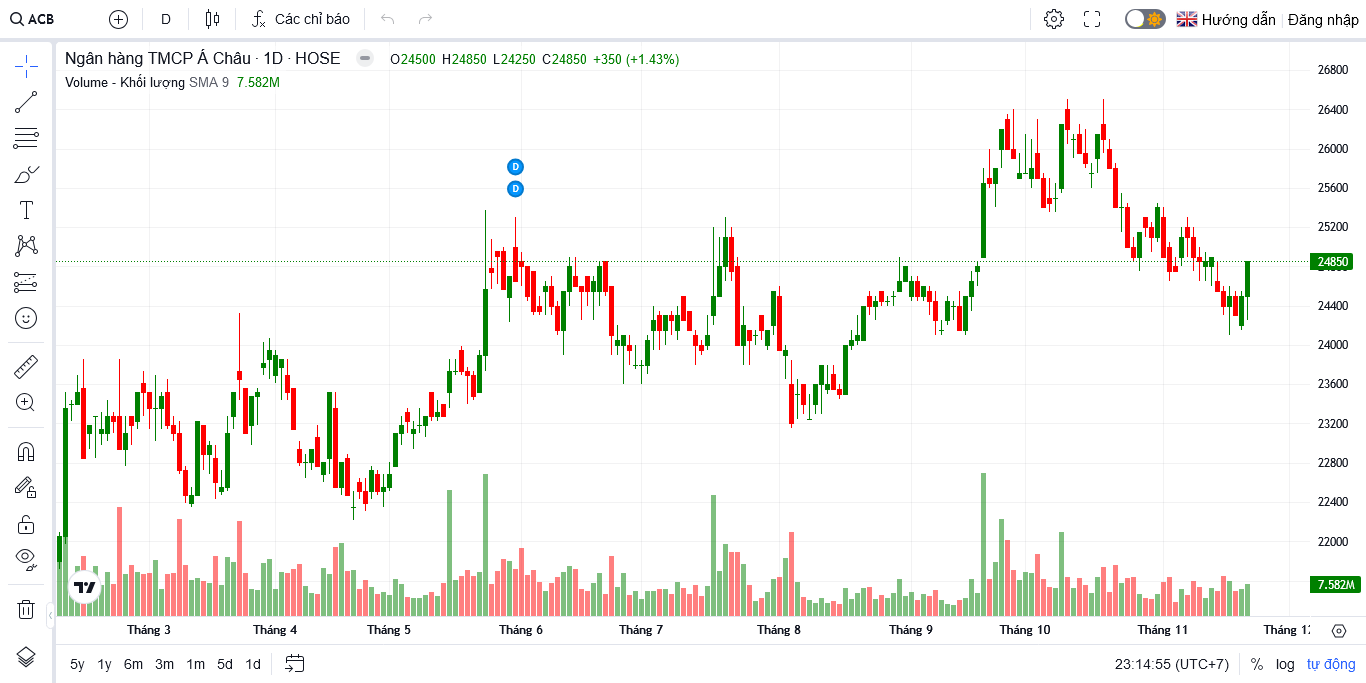 ACB D Các chỉ báo Hướng dẫn Đăng nhập
Ngân hàng TMCP Á Châu · 1D · HOSE O24500 H24850 L24250 C24850 +350 (+1.43%)
Volume - Khối lượng SMA 9 7.582M
26800
26400
26000
D
D
25600
25200
24850
24400
24000
23600
23200
22800
22400
22000
7.582M
Tháng 3 Tháng 4 Tháng 5 Tháng 6 Tháng 7 Tháng 8 Tháng 9 Tháng 10 Tháng 11 Tháng 12
5y 1y 6m 3m 1m 5d 1d 23:14:55 (UTC+7) % log tự động